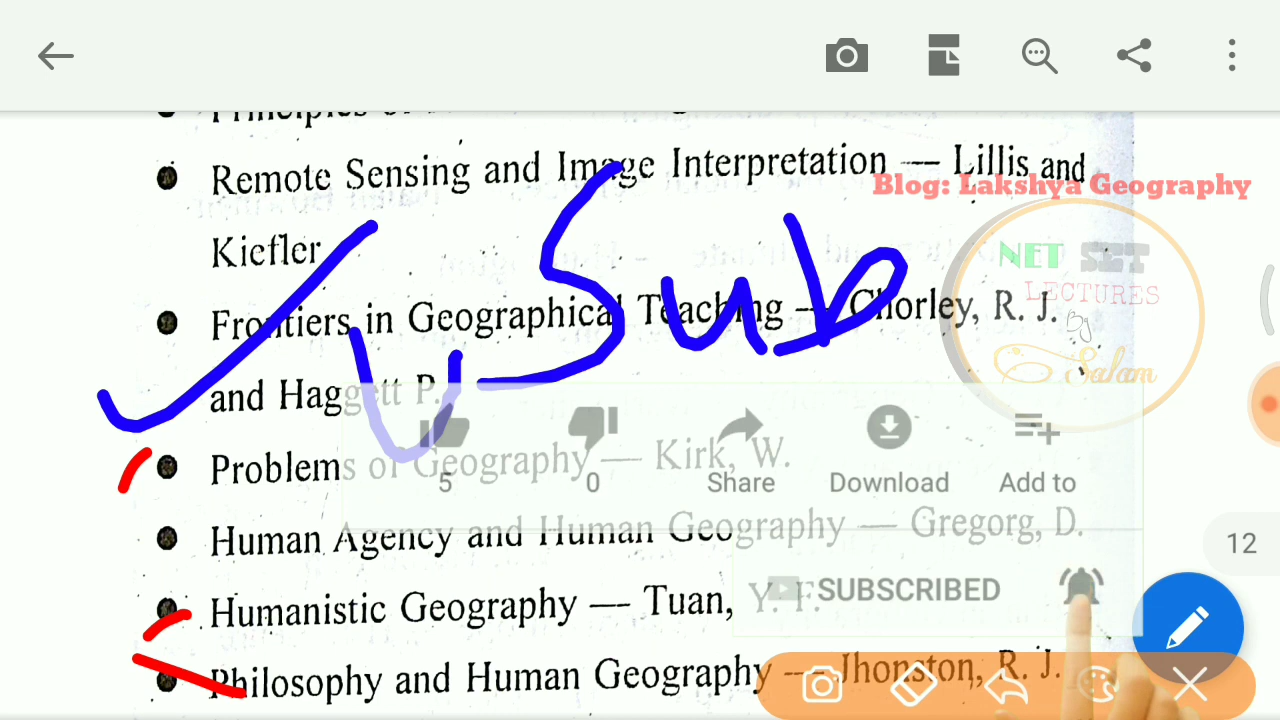 Remote Sensing and Image Interpretation — Lillis and
Blog: Lakshya Geography
Kiefler
NET SET
LECTURES
By
Salam
Sub
Frontiers in Geographical Teaching — Chorley, R. J.
and Haggett P.
Problems of Geography — Kirk, W.
5
0
Share
Download
Add to
Human Agency and Human Geography — Gregorg, D.
12
SUBSCRIBED
Humanistic Geography — Tuan, Y. F.
Philosophy and Human Geography — Jhonston, R. J.